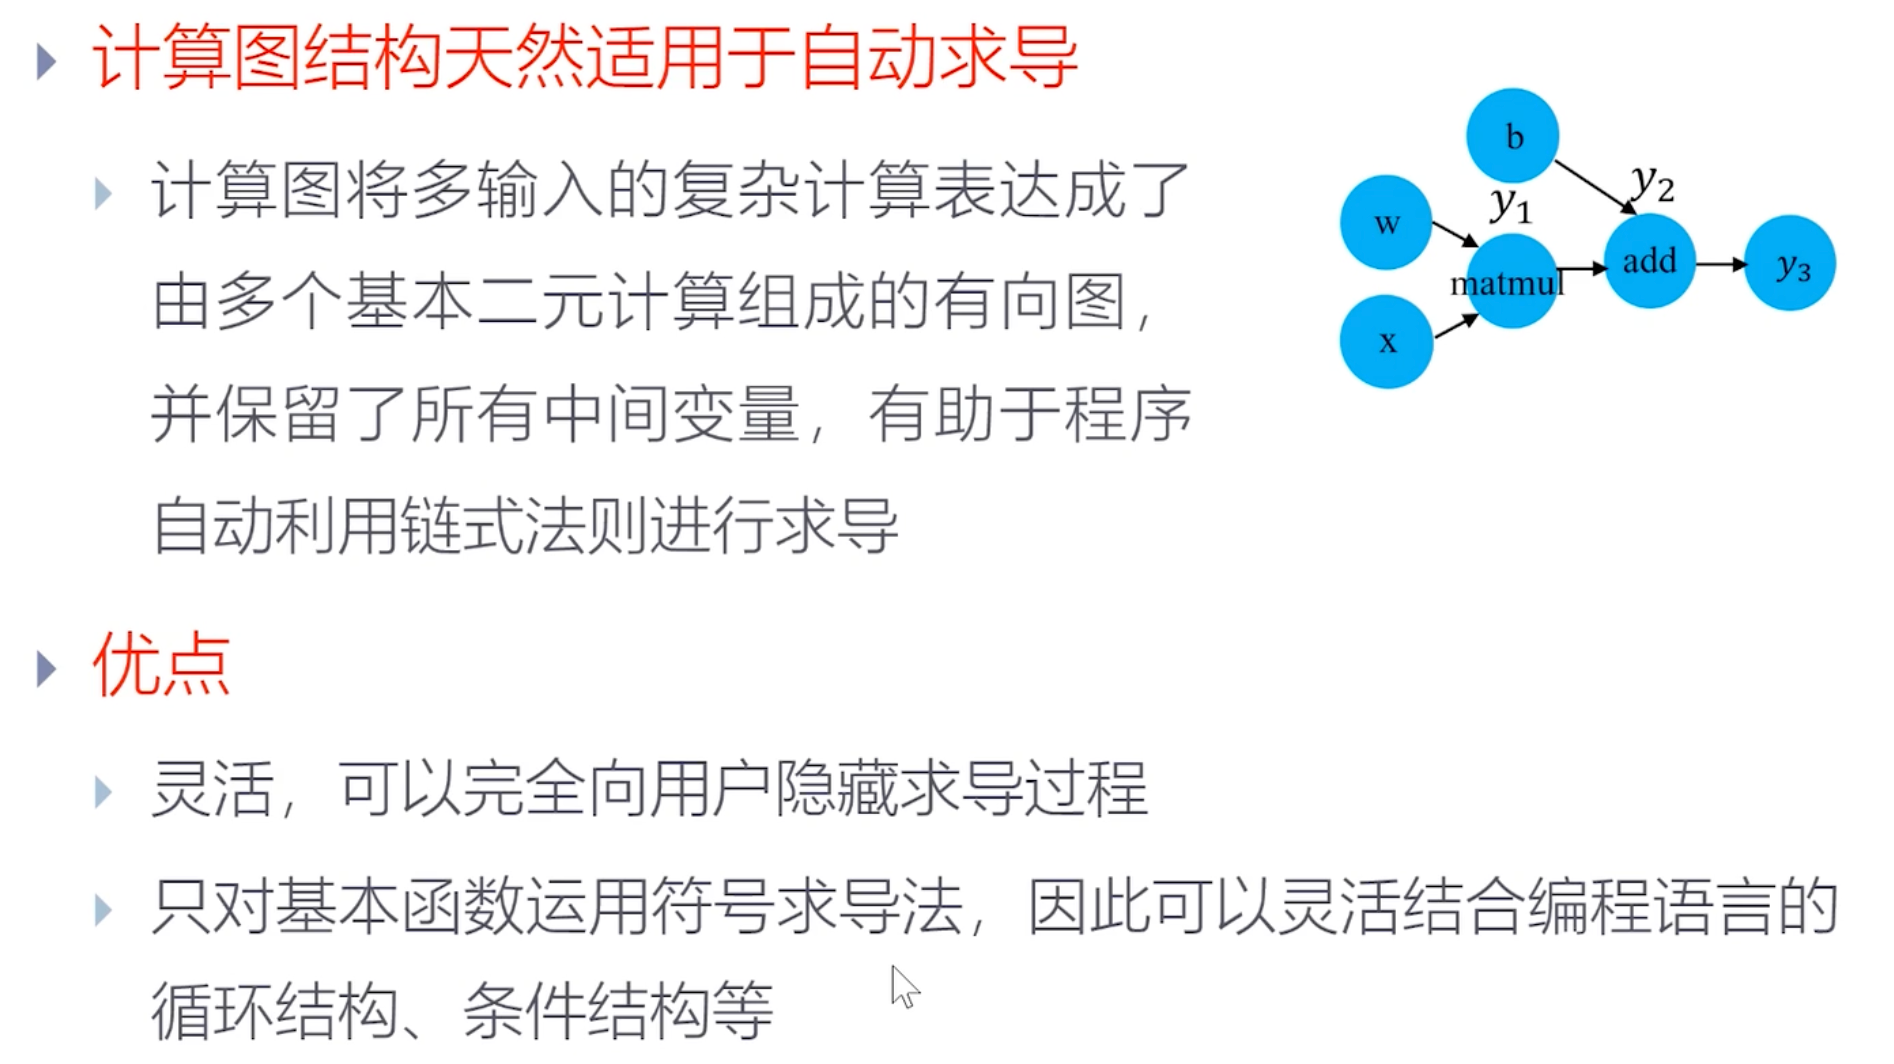 计算图结构天然适用于自动求导
计算图将多输入的复杂计算表达成了
由多个基本二元计算组成的有向图，
并保留了所有中间变量，有助于程序
自动利用链式法则进行求导
b
y₂
y₁
w
add
y₃
matmul
x
优点
灵活，可以完全向用户隐藏求导过程
只对基本函数运用符号求导法，因此可以灵活结合编程语言的
循环结构、条件结构等